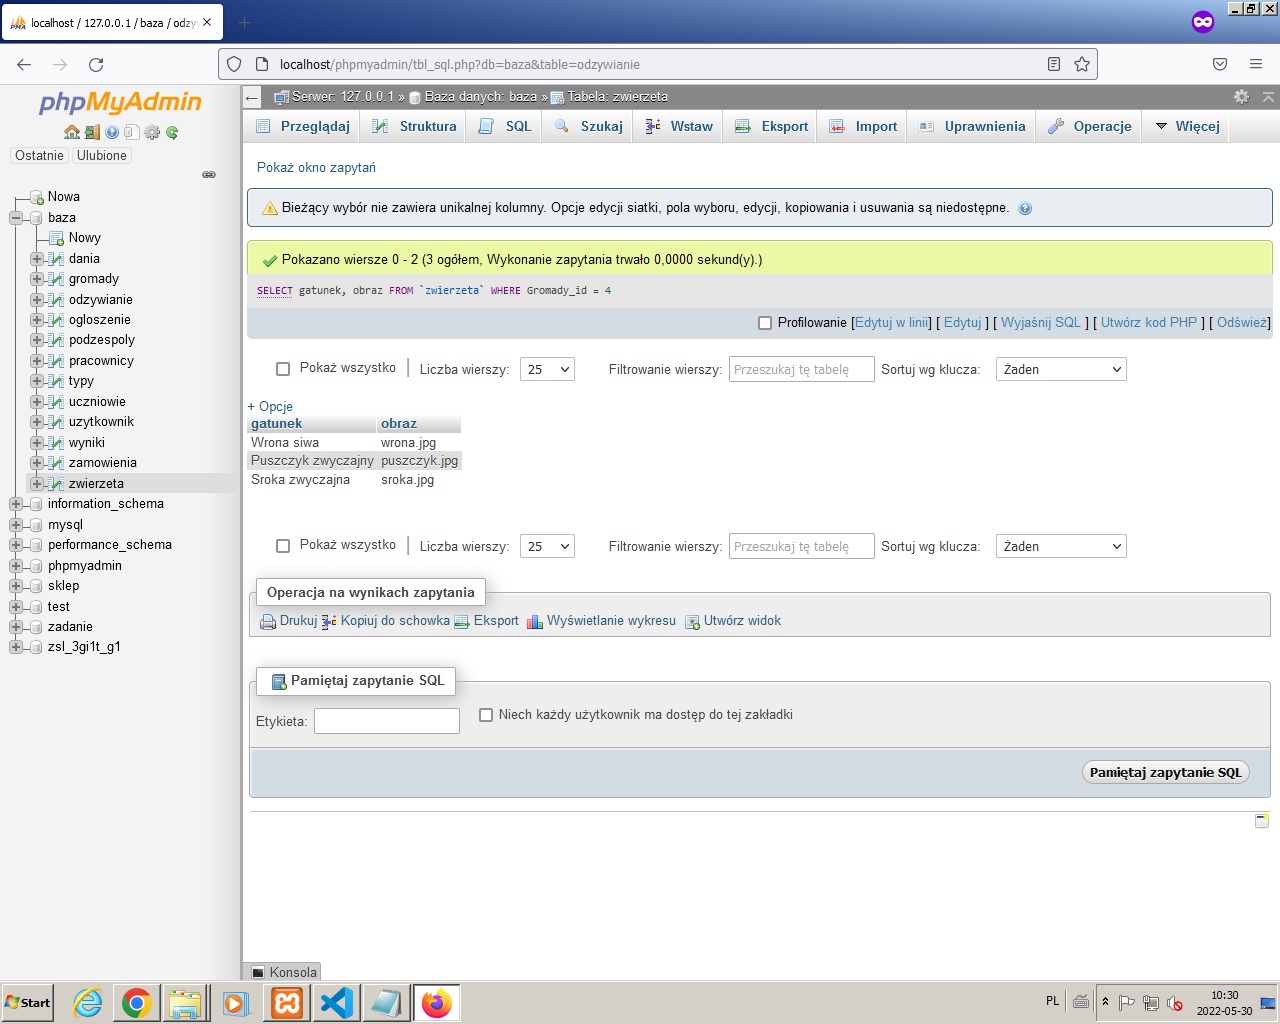 localhost / 127.0.0.1 / baza / odzyw
localhost/phpmyadmin/tbl_sql.php?db=baza&table=odzywianie
phpMyAdmin
Ostatnie Ulubione
Nowa
baza
Nowy
dania
gromady
odzywianie
ogloszenie
podzespoly
pracownicy
typy
uczniowie
uzytkownik
wyniki
zamowienia
zwierzeta
information_schema
mysql
performance_schema
phpmyadmin
sklep
test
zadanie
zsl_3gi1t_g1
Serwer: 127.0.0.1 » Baza danych: baza » Tabela: zwierzeta
Przeglądaj Struktura SQL Szukaj Wstaw Eksport Import Uprawnienia Operacje Więcej
Pokaż okno zapytań
Bieżący wybór nie zawiera unikalnej kolumny. Opcje edycji siatki, pola wyboru, edycji, kopiowania i usuwania są niedostępne.
Pokazano wiersze 0 - 2 (3 ogółem, Wykonanie zapytania trwało 0,0000 sekund(y).)
SELECT gatunek, obraz FROM `zwierzeta` WHERE Gromady_id = 4
Profilowanie [Edytuj w linii] [ Edytuj ] [ Wyjaśnij SQL ] [ Utwórz kod PHP ] [ Odśwież]
Pokaż wszystko Liczba wierszy: 25 Filtrowanie wierszy: Przeszukaj tę tabelę Sortuj wg klucza: Żaden
+ Opcje
gatunek obraz
Wrona siwa wrona.jpg
Puszczyk zwyczajny puszczyk.jpg
Sroka zwyczajna sroka.jpg
Pokaż wszystko Liczba wierszy: 25 Filtrowanie wierszy: Przeszukaj tę tabelę Sortuj wg klucza: Żaden
Operacja na wynikach zapytania
Drukuj Kopiuj do schowka Eksport Wyświetlanie wykresu Utwórz widok
Pamiętaj zapytanie SQL
Etykieta: Niech każdy użytkownik ma dostęp do tej zakładki
Pamiętaj zapytanie SQL
Konsola
Start
PL
10:30
2022-05-30